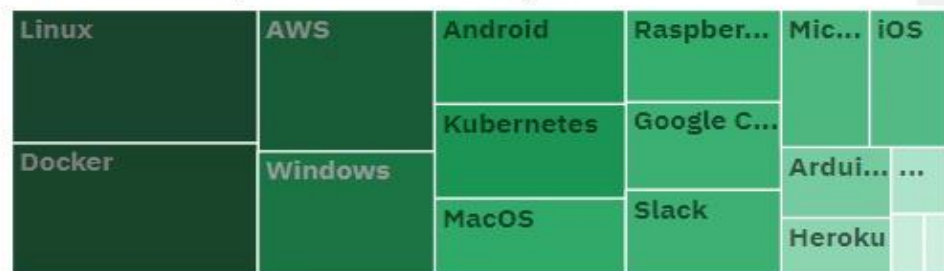 Linux
AWS
Android
Raspber...
Mic...
iOS
Kubernetes
Google C...
Docker
Windows
Ardui...
...
MacOS
Slack
Heroku